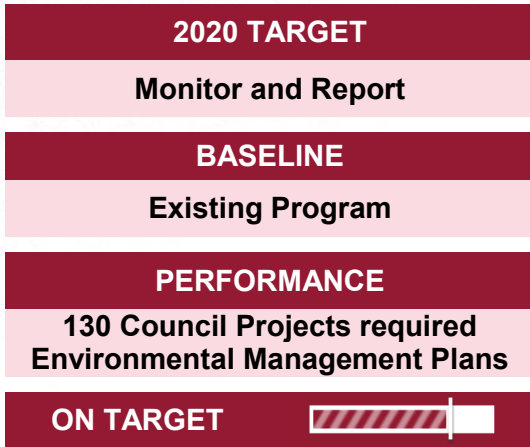 2020 TARGET
Monitor and Report
BASELINE
Existing Program
PERFORMANCE
130 Council Projects required
Environmental Management Plans
ON TARGET